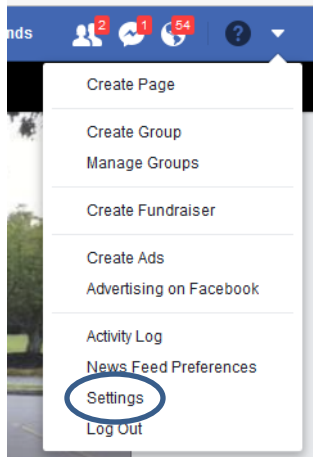 nds 2 1 54 ?
Create Page
Create Group
Manage Groups
Create Fundraiser
Create Ads
Advertising on Facebook
Activity Log
News Feed Preferences
Settings
Log Out